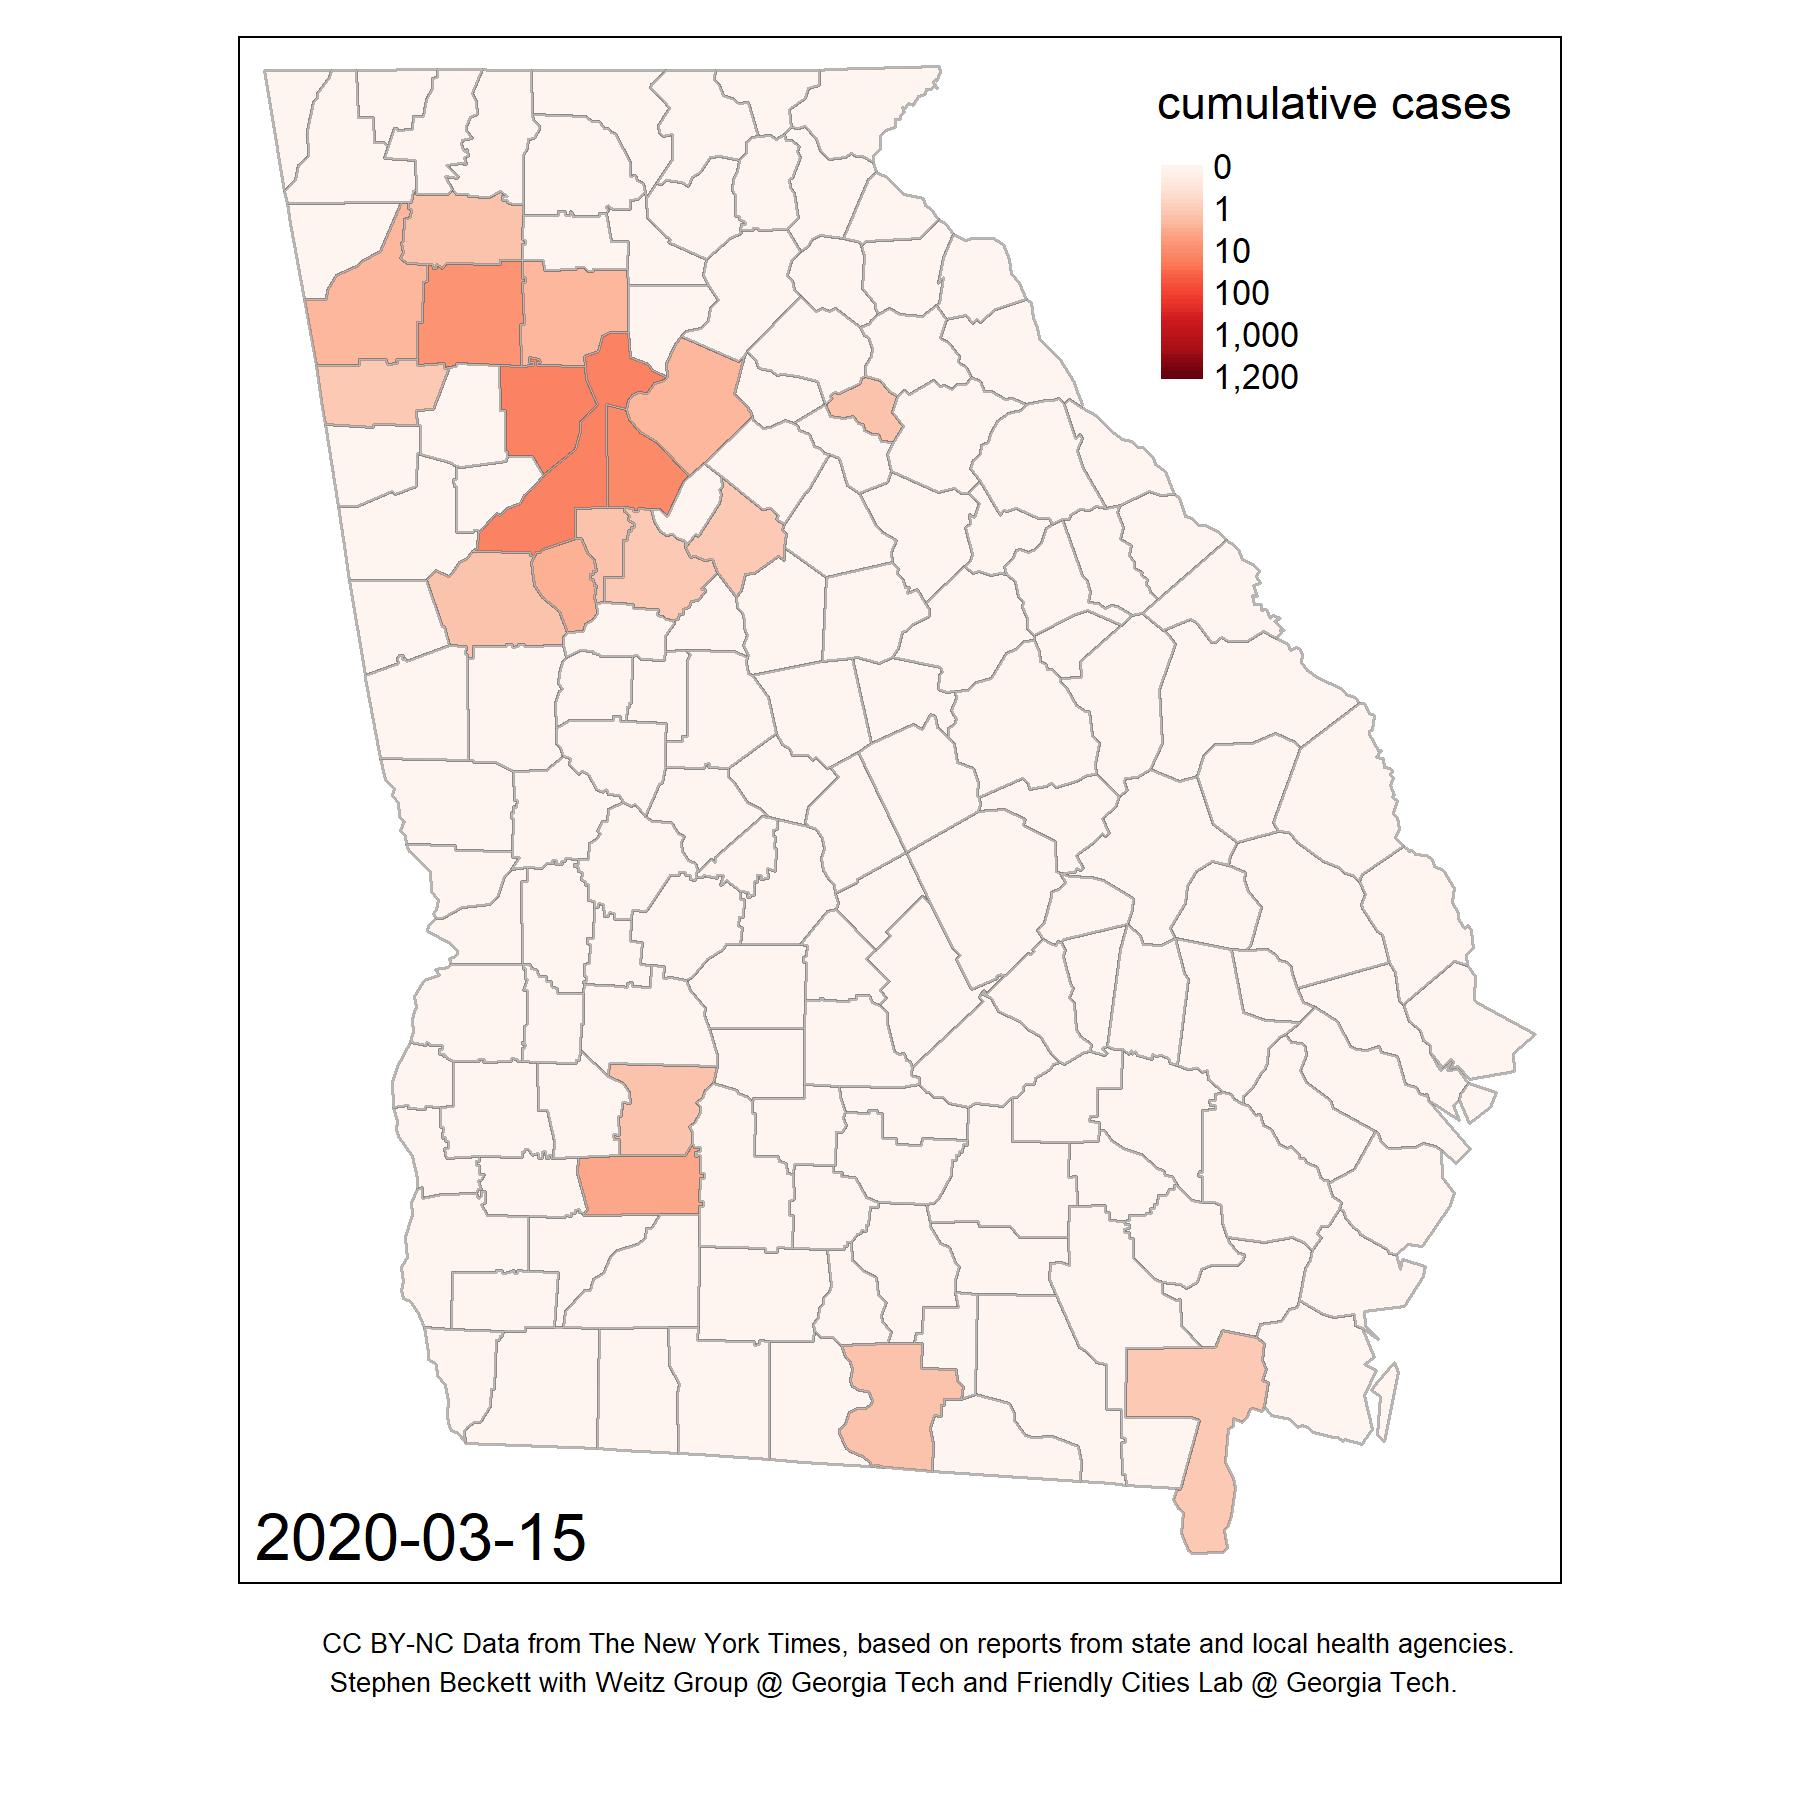 cumulative cases
0
1
10
100
1,000
1,200
2020-03-15
CC BY-NC Data from The New York Times, based on reports from state and local health agencies.
Stephen Beckett with Weitz Group @ Georgia Tech and Friendly Cities Lab @ Georgia Tech.